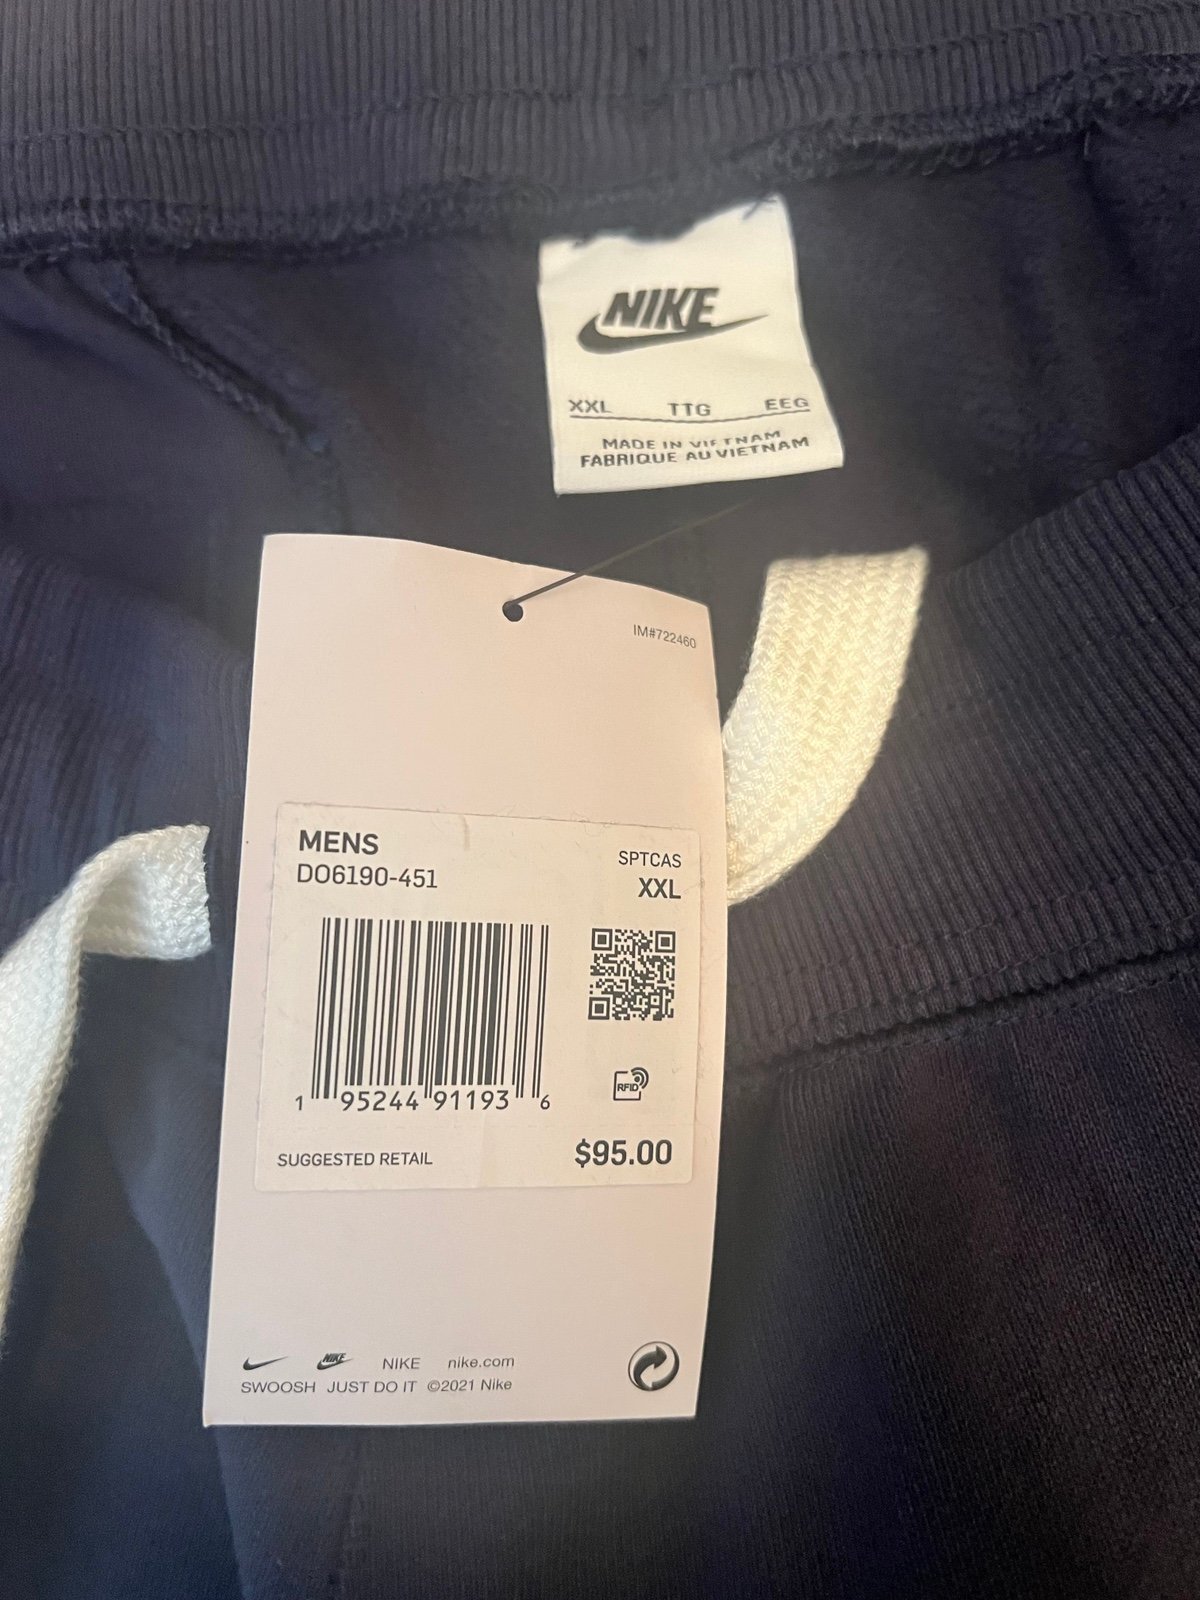 NIKE
XXL TTG EEG
MADE IN VIETNAM
FABRIQUE AU VIETNAM
IM#722460
MENS
DO6190-451
SPTCAS
XXL
RFID
1 95244 91193 6
SUGGESTED RETAIL
$95.00
NIKE NIKE nike.com
SWOOSH JUST DO IT ©2021 Nike